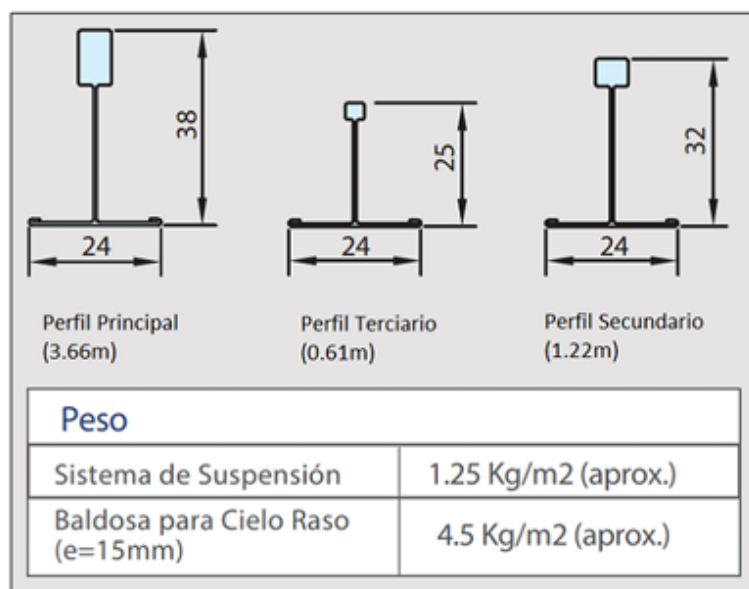 38
25
32
24
24
24
Perfil Principal
(3.66m)
Perfil Terciario
(0.61m)
Perfil Secundario
(1.22m)
Peso
Sistema de Suspensión
1.25 Kg/m2 (aprox.)
Baldosa para Cielo Raso
(e=15mm)
4.5 Kg/m2 (aprox.)